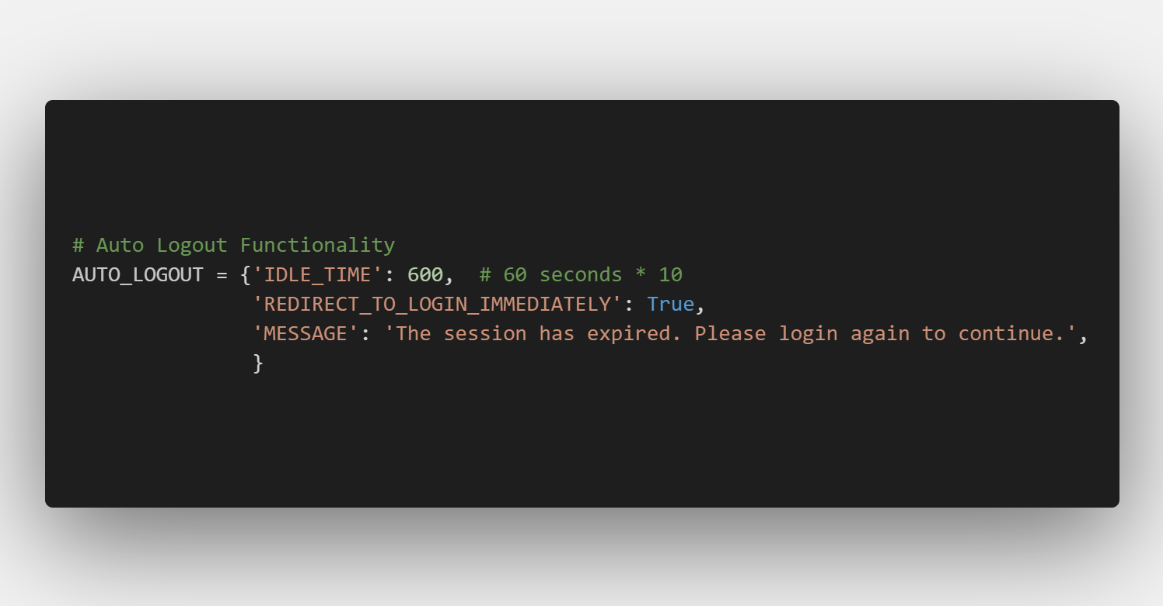 # Auto Logout Functionality
AUTO_LOGOUT = {'IDLE_TIME': 600,  # 60 seconds * 10
               'REDIRECT_TO_LOGIN_IMMEDIATELY': True,
               'MESSAGE': 'The session has expired. Please login again to continue.',
               }